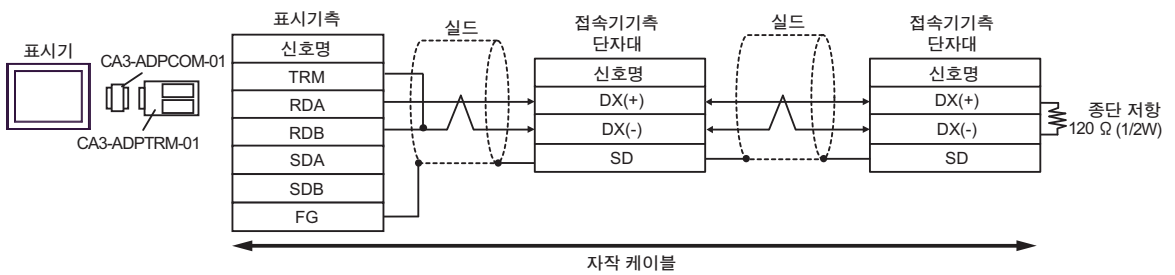 표시기
CA3-ADPCOM-01
CA3-ADPTRM-01
표시기측
신호명
TRM
RDA
RDB
SDA
SDB
FG
실드
접속기기측
단자대
신호명
DX(+)
DX(-)
SD
실드
접속기기측
단자대
신호명
DX(+)
DX(-)
SD
종단 저항
120 Ω (1/2W)
자작 케이블